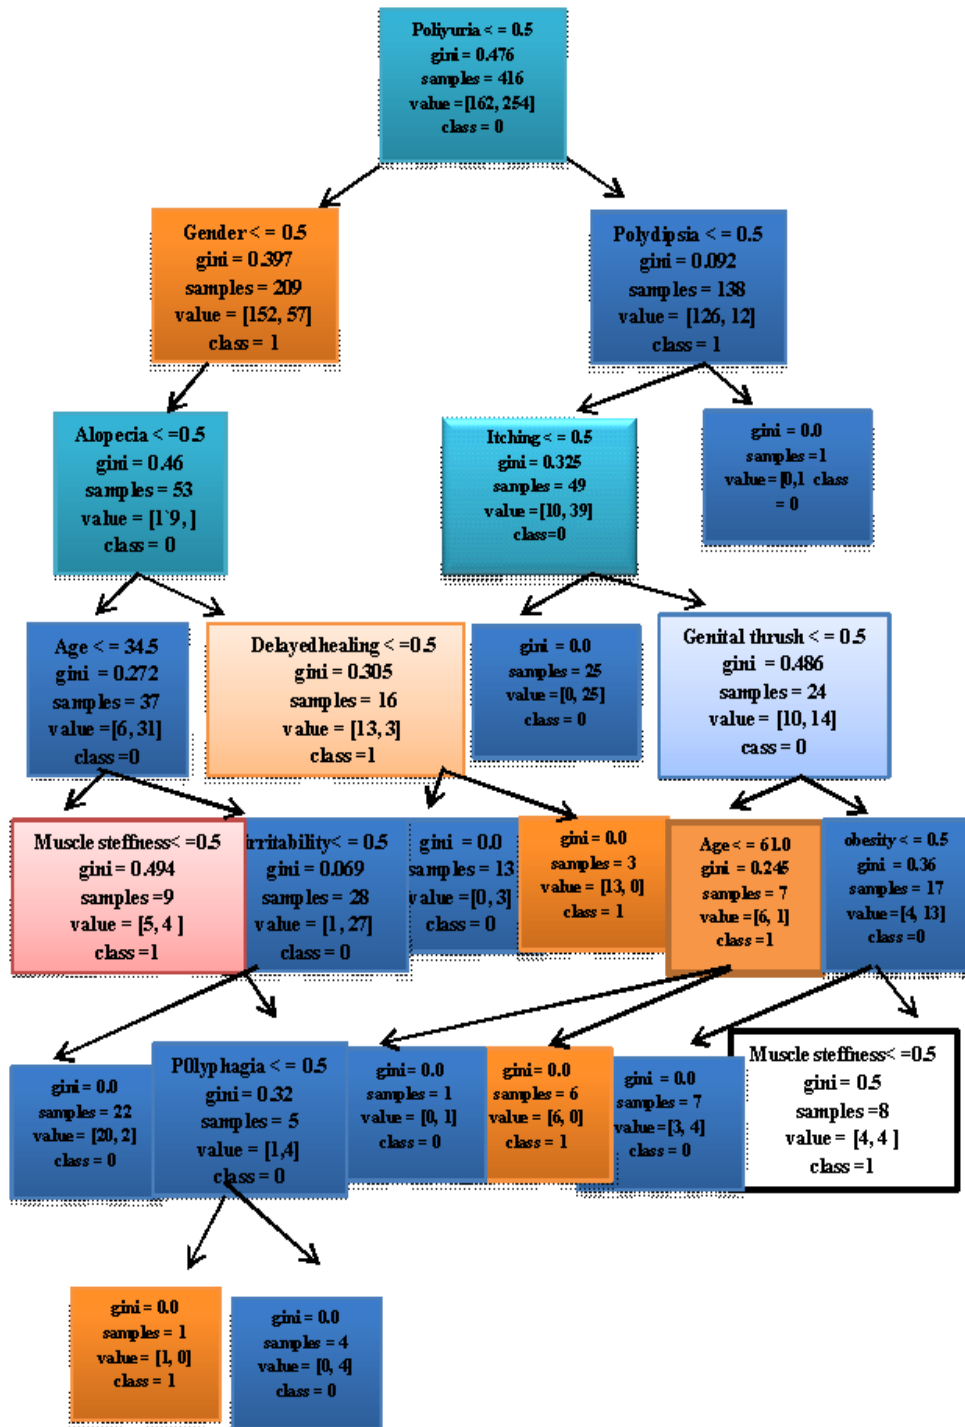 Poliyuria < = 0.5
gini = 0.476
samples = 416
value =[162, 254]
class = 0
Gender < = 0.5
gini = 0.397
samples = 209
value = [152, 57]
class = 1
Polydipsia < = 0.5
gini = 0.092
samples = 138
value = [126, 12]
class = 1
Alopecia < =0.5
gini = 0.46
samples = 53
value = [1`9, ]
class = 0
Itching < = 0.5
gini = 0.325
samples = 49
value = [10, 39]
class=0
gini = 0.0
samples =1
value=[0,1 class
= 0
Age < = 34.5
gini = 0.272
samples = 37
value =[6, 31]
class =0
Delayedhealing < =0.5
gini = 0.305
samples = 16
value = [13, 3]
class =1
gini = 0.0
samples = 25
value = [0, 25]
class = 0
Genital thrush < = 0.5
gini = 0.486
samples = 24
value = [10, 14]
cass = 0
Muscle steffness< =0.5
gini = 0.494
samples =9
value = [5, 4 ]
class =1
irritability< = 0.5
gini = 0.069
samples = 28
value = [1, 27]
class = 0
gini = 0.0
samples = 13
value =[0, 3]
class = 0
gini = 0.0
samples = 3
value = [13, 0]
class = 1
Age < = 61.0
gini = 0.245
samples = 7
value =[6, 1]
class =1
obesity < = 0.5
gini = 0.36
samples = 17
value =[4, 13]
class =0
gini = 0.0
samples = 22
value = [20, 2]
class = 0
P0lyphagia < = 0.5
gini = 0.32
samples = 5
value = [1,4]
class = 0
gini = 0.0
samples = 1
value = [0, 1]
class = 0
gini = 0.0
samples = 6
value = [6, 0]
class = 1
gini = 0.0
samples = 7
value = [3, 4]
class = 0
Muscle steffness< =0.5
gini = 0.5
samples =8
value = [4, 4 ]
class =1
gini = 0.0
samples = 1
value = [1, 0]
class = 1
gini = 0.0
samples = 4
value = [0, 4]
class = 0